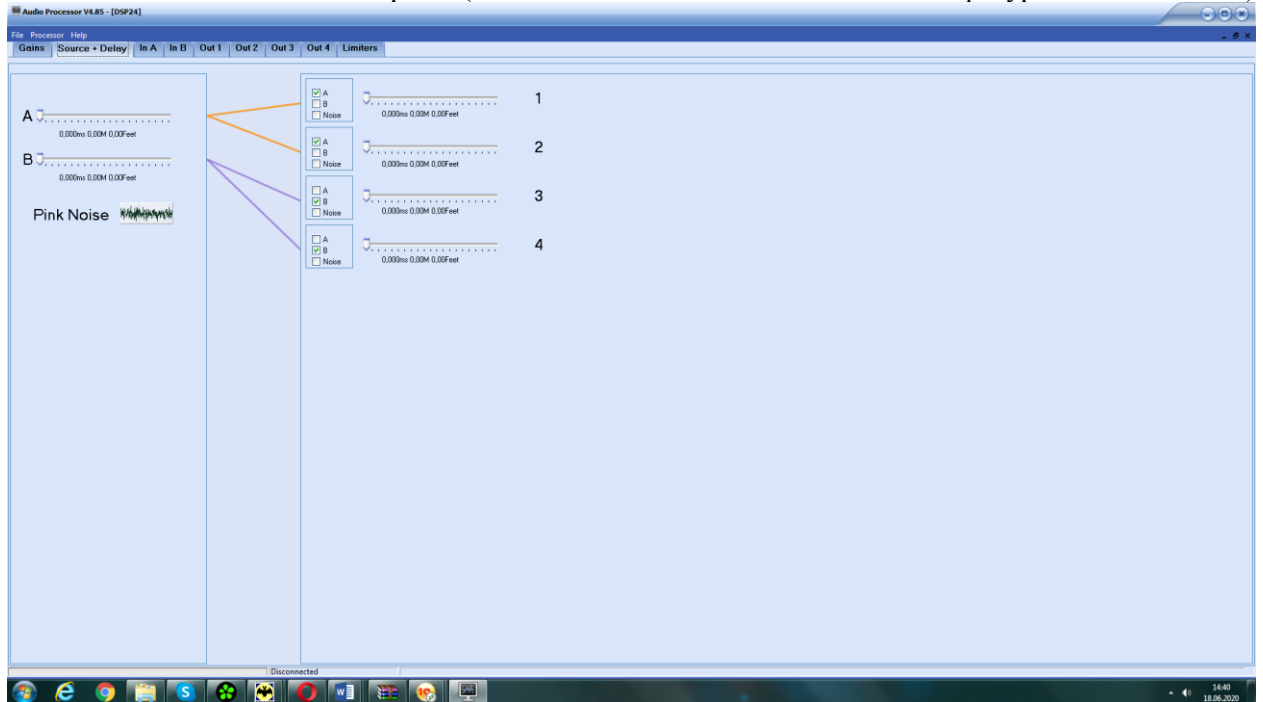 Audio Processor V4.85 - [DSP24]
File Processor Help
Gains Source + Delay In A In B Out 1 Out 2 Out 3 Out 4 Limiters
A
0,000ms 0,00M 0,00Feet
B
0,000ms 0,00M 0,00Feet
Pink Noise
A
B
Noise
0,000ms 0,00M 0,00Feet
1
A
B
Noise
0,000ms 0,00M 0,00Feet
2
A
B
Noise
0,000ms 0,00M 0,00Feet
3
A
B
Noise
0,000ms 0,00M 0,00Feet
4
Disconnected
14:40
18.06.2020